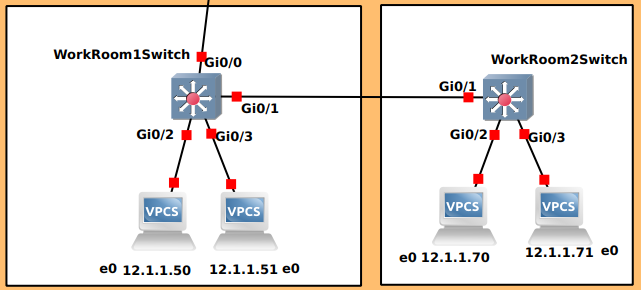 WorkRoom1Switch
Gi0/0
Gi0/1
Gi0/2
Gi0/3
VPCS
VPCS
e0 12.1.1.50
12.1.1.51 e0
WorkRoom2Switch
Gi0/1
Gi0/2
Gi0/3
VPCS
VPCS
e0 12.1.1.70
12.1.1.71 e0